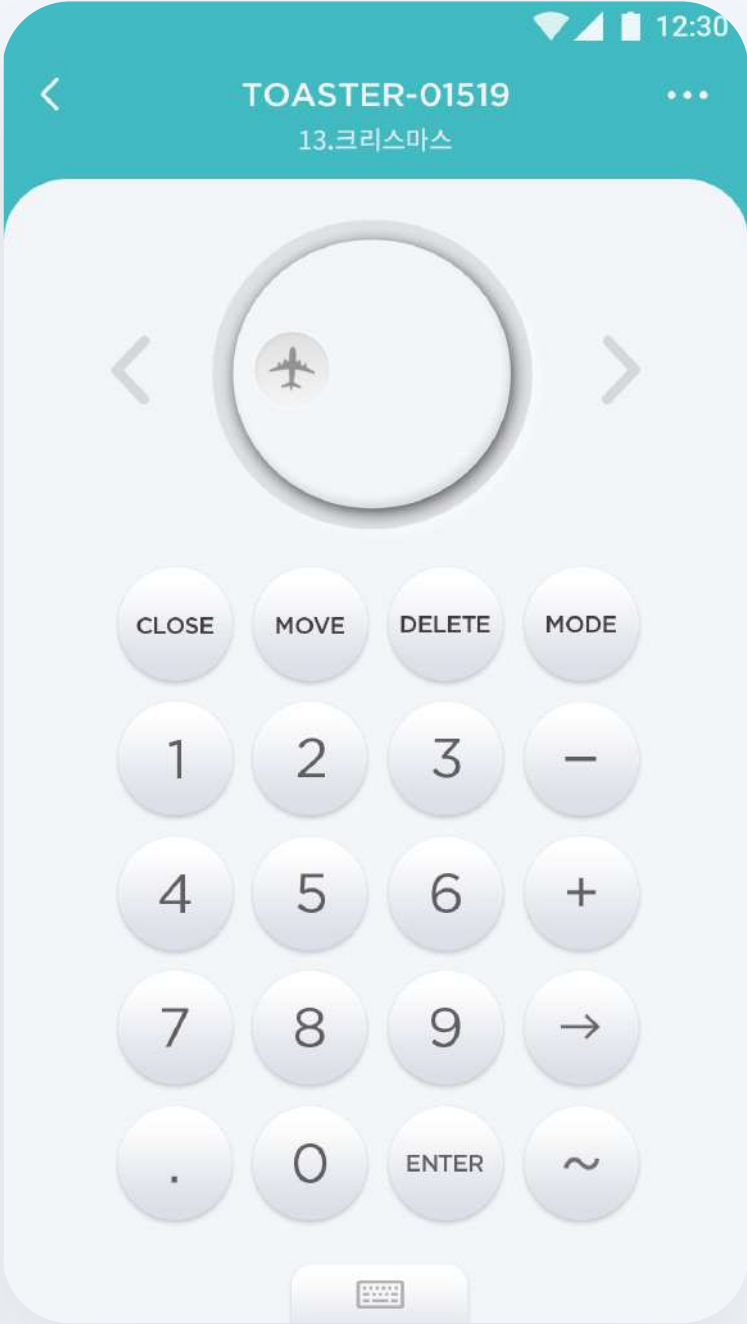 12:30
TOASTER-01519
13.크리스마스
CLOSE MOVE DELETE MODE
1 2 3 −
4 5 6 +
7 8 9 →
. 0 ENTER ~